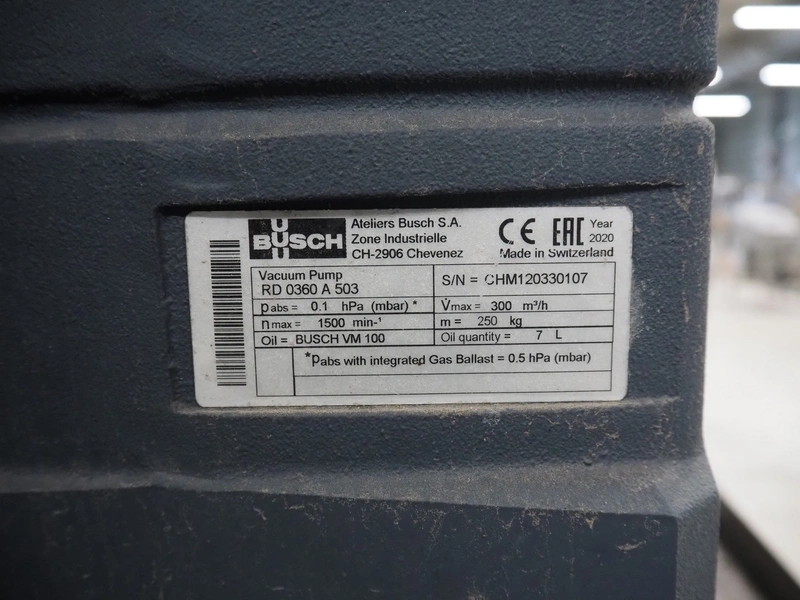 BUSCH
Ateliers Busch S.A.
Zone Industrielle
CH-2906 Chevenez
CE EAC Year
2020
Made in Switzerland
Vacuum Pump
RD 0360 A 503
S/N = CHM120330107
pabs = 0.1 hPa (mbar) *
V̇max = 300 m³/h
nmax = 1500 min-¹
m = 250 kg
Oil = BUSCH VM 100
Oil quantity = 7 L
*pabs with integrated Gas Ballast = 0.5 hPa (mbar)